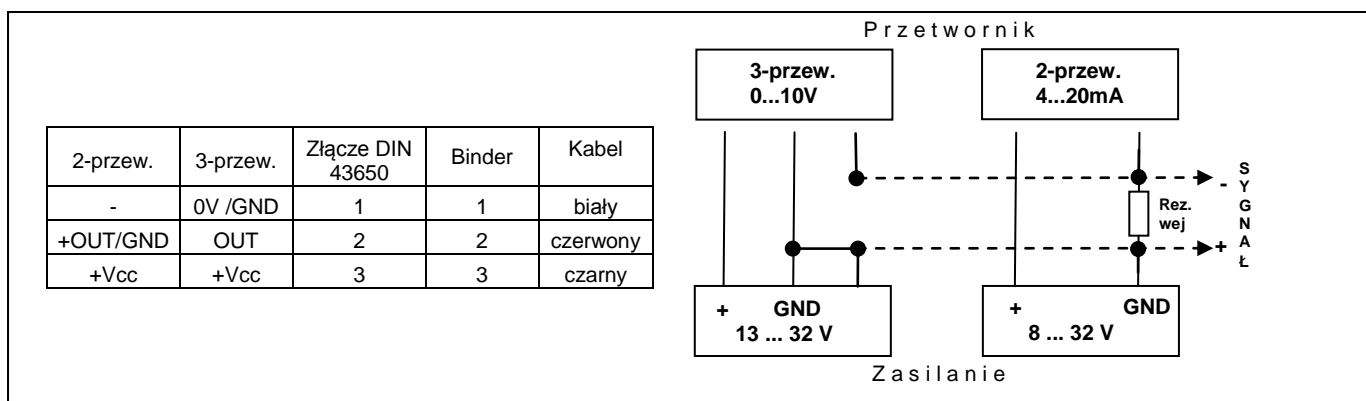 Przetwornik
3-przew.
0...10V
2-przew.
4...20mA
2-przew. 3-przew. Złącze DIN 43650 Binder Kabel
- 0V /GND 1 1 biały
+OUT/GND OUT 2 2 czerwony
+Vcc +Vcc 3 3 czarny
Rez.
wej
-
+
SYGNAŁ
+ GND
13 ... 32 V
+ GND
8 ... 32 V
Zasilanie